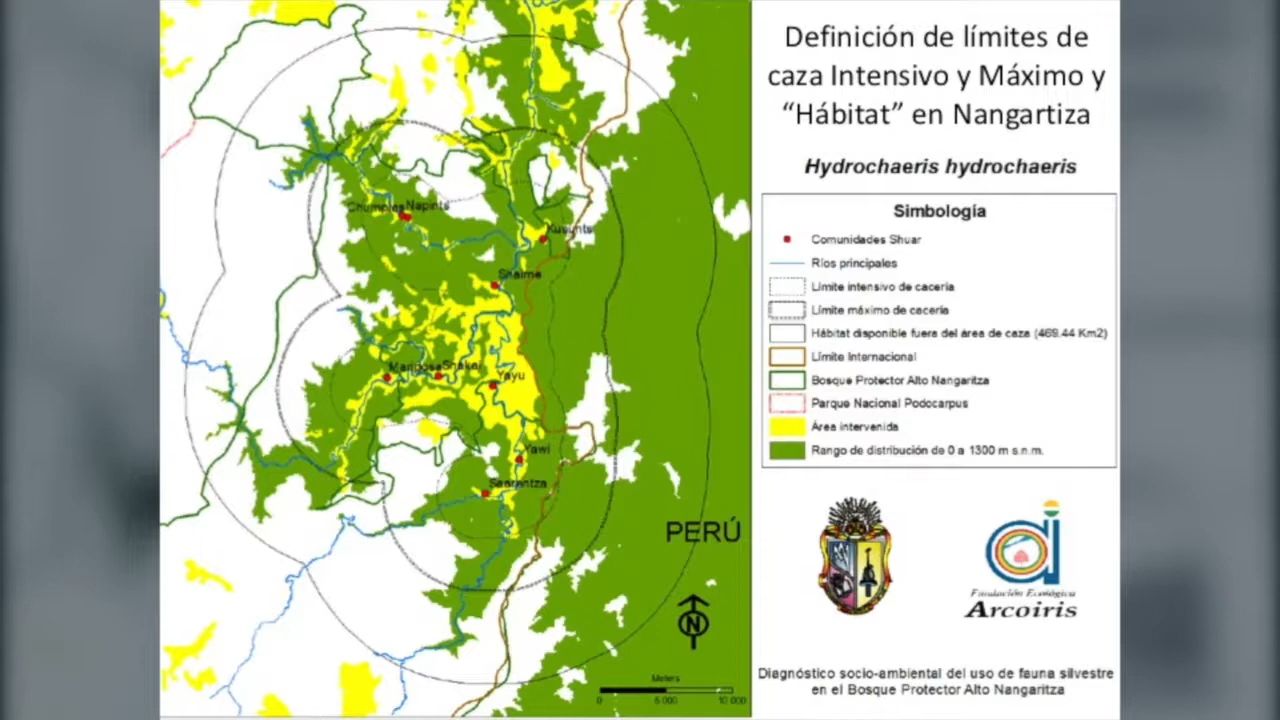 Definición de límites de
caza Intensivo y Máximo y
“Hábitat” en Nangartiza
Hydrochaeris hydrochaeris
Simbología
Comunidades Shuar
Ríos principales
Límite intensivo de cacería
Límite máximo de cacería
Hábitat disponible fuera del área de caza (469.44 Km2)
Límite Internacional
Bosque Protector Alto Nangaritza
Parque Nacional Podocarpus
Área intervenida
Rango de distribución de 0 a 1300 m s.n.m.
Chumpias Napints
Kusunts
Shaime
Mariposa Shakai
Yayu
Yawi
Saarentza
PERÚ
N
Meters
0 5 000 10 000
Fundación Ecológica
Arcoiris
Diagnóstico socio-ambiental del uso de fauna silvestre
en el Bosque Protector Alto Nangaritza